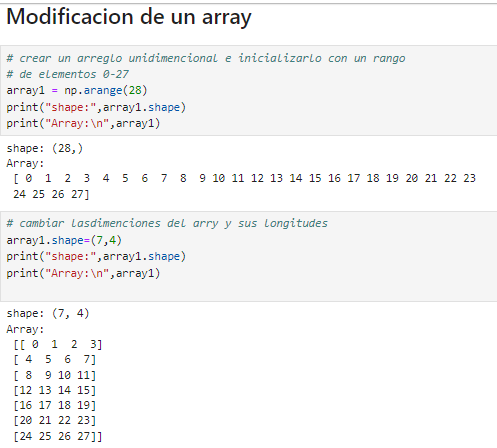 Modificacion de un array
# crear un arreglo unidimencional e inicializarlo con un rango
# de elementos 0-27
array1 = np.arange(28)
print("shape:",array1.shape)
print("Array:\n",array1)
shape: (28,)
Array:
 [ 0  1  2  3  4  5  6  7  8  9 10 11 12 13 14 15 16 17 18 19 20 21 22 23
 24 25 26 27]
# cambiar lasdimenciones del arry y sus longitudes
array1.shape=(7,4)
print("shape:",array1.shape)
print("Array:\n",array1)
shape: (7, 4)
Array:
 [[ 0  1  2  3]
 [ 4  5  6  7]
 [ 8  9 10 11]
 [12 13 14 15]
 [16 17 18 19]
 [20 21 22 23]
 [24 25 26 27]]